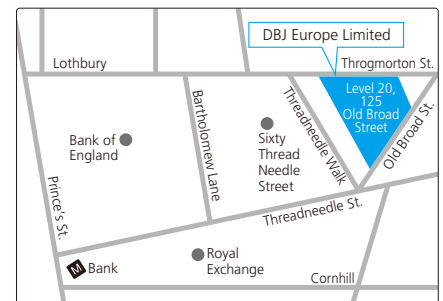 DBJ Europe Limited
Lothbury
Throgmorton St.
Level 20,
125
Old Broad
Street
Bartholomew Lane
Threadneedle Walk
Old Broad St.
Bank of
England
Sixty
Thread
Needle
Street
Prince's St.
Threadneedle St.
M Bank
Royal
Exchange
Cornhill